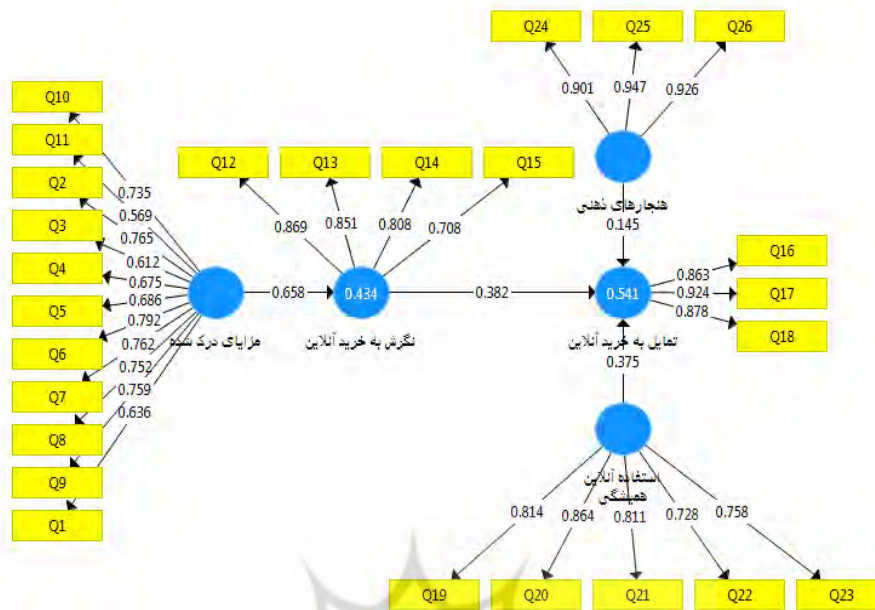 Q24 Q25 Q26
0.901 0.947 0.926
هنجارهای ذهنی
0.145
Q10
Q11
Q2
Q3
Q4
Q5
Q6
Q7
Q8
Q9
Q1
0.735
0.569
0.765
0.612
0.675
0.686
0.792
0.762
0.752
0.759
0.636
مزایای درک شده
0.658
Q12 Q13 Q14 Q15
0.869 0.851 0.808 0.708
0.434
نگرش به خرید آنلاین
0.382
0.541
تمایل به خرید آنلاین
0.375
Q16
Q17
Q18
0.863
0.924
0.878
استفاده آنلاین
همیشگی
0.814 0.864 0.811 0.728 0.758
Q19 Q20 Q21 Q22 Q23